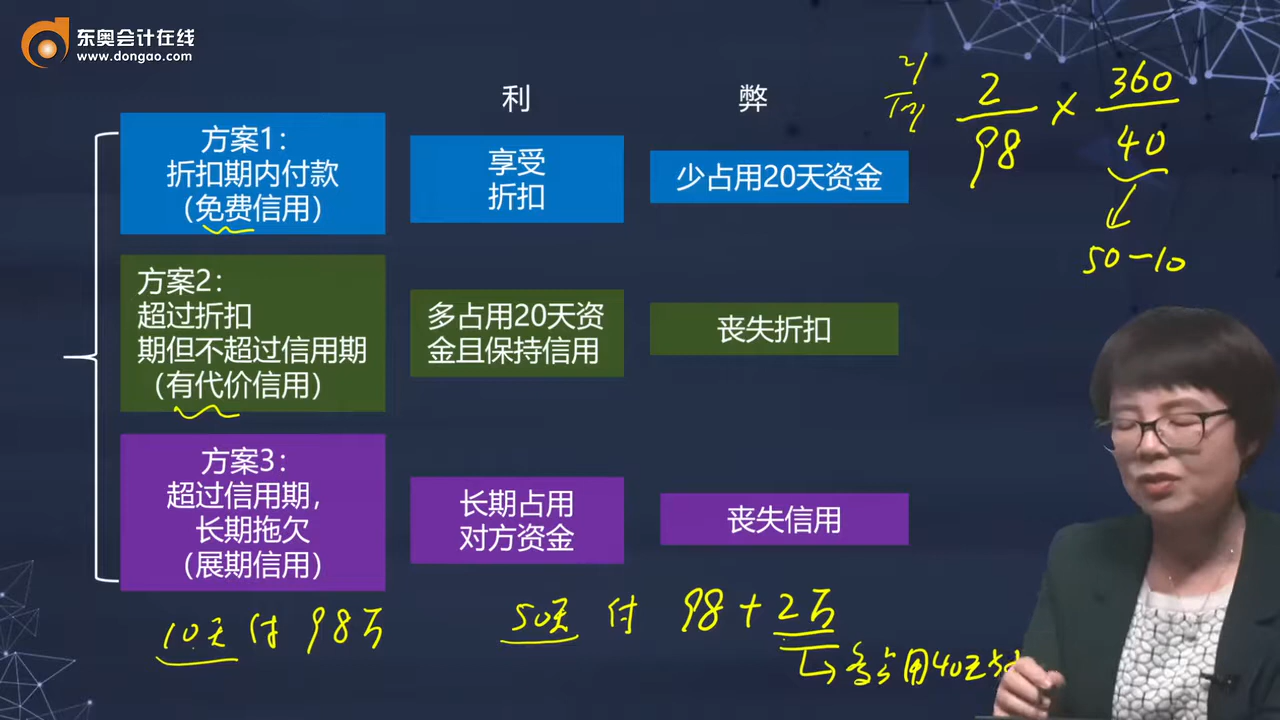 东奥会计在线
www.dongao.com
利
弊
方案1：
折扣期内付款
（免费信用）
享受
折扣
少占用20天资金
方案2：
超过折扣
期但不超过信用期
（有代价信用）
多占用20天资
金且保持信用
丧失折扣
方案3：
超过信用期，
长期拖欠
（展期信用）
长期占用
对方资金
丧失信用
2/98 × 360/40
50-10
10天 付 98万
50天 付 98+2万
多占用40天